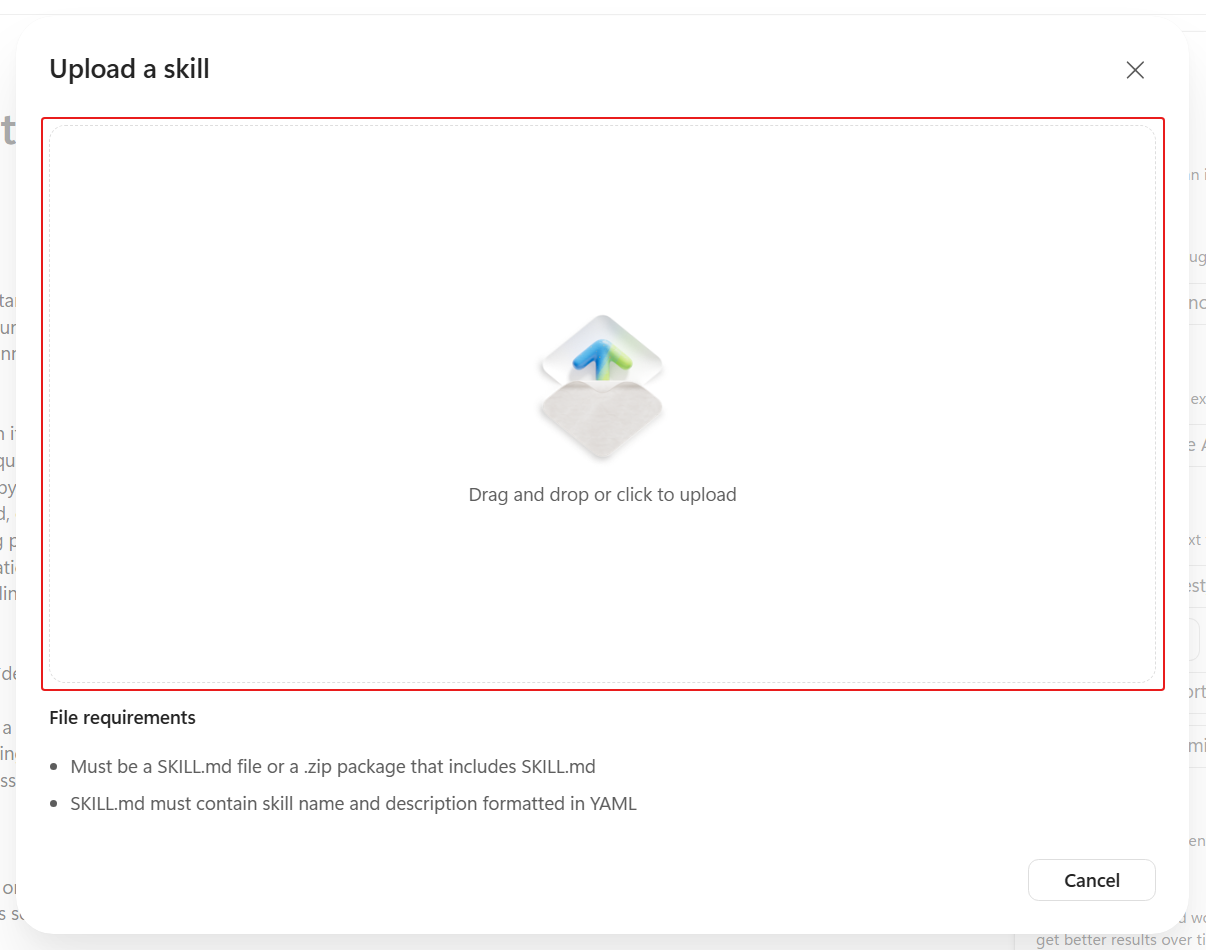 Upload a skill
Drag and drop or click to upload
File requirements
Must be a SKILL.md file or a .zip package that includes SKILL.md
SKILL.md must contain skill name and description formatted in YAML
Cancel
get better results over